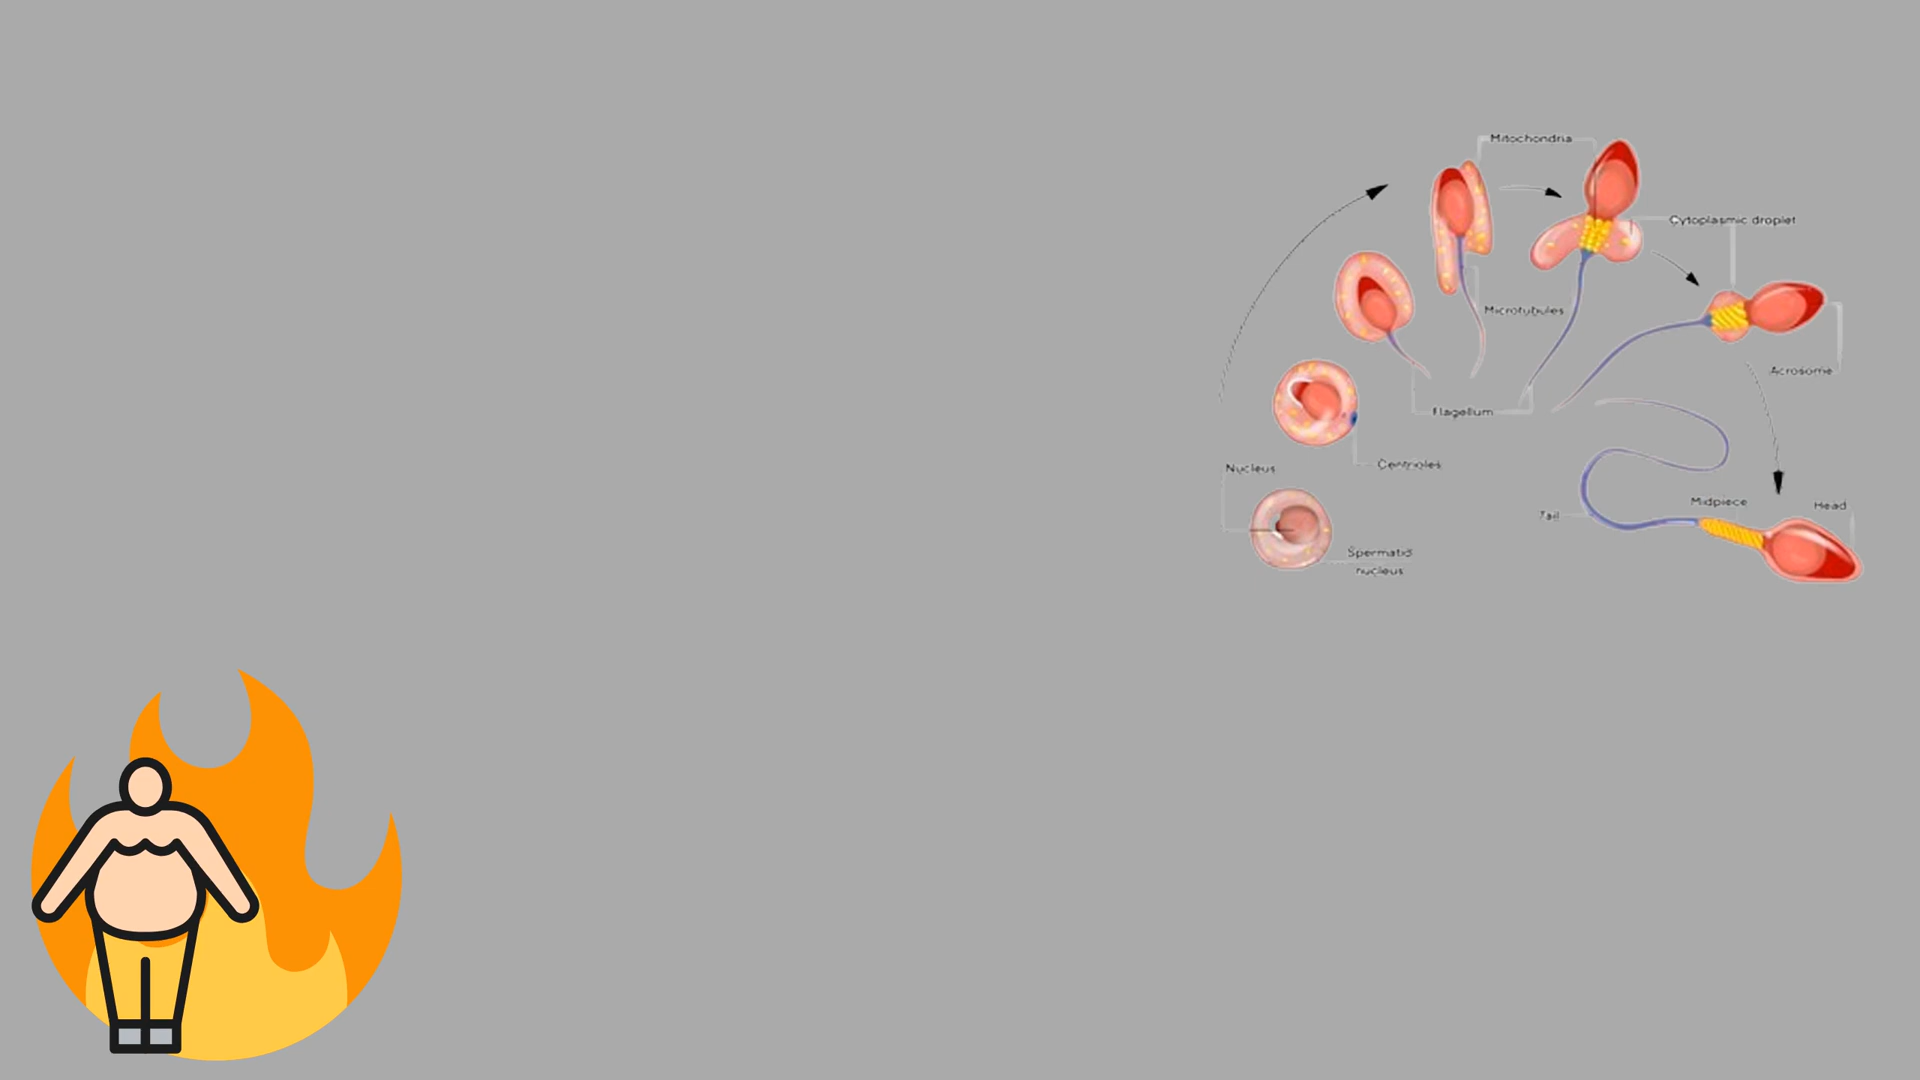 Mitochondria
Cytoplasmic droplet
Microtubules
Acrosome
Flagellum
Centrioles
Nucleus
Midpiece
Head
Tail
Spermatid
nucleus